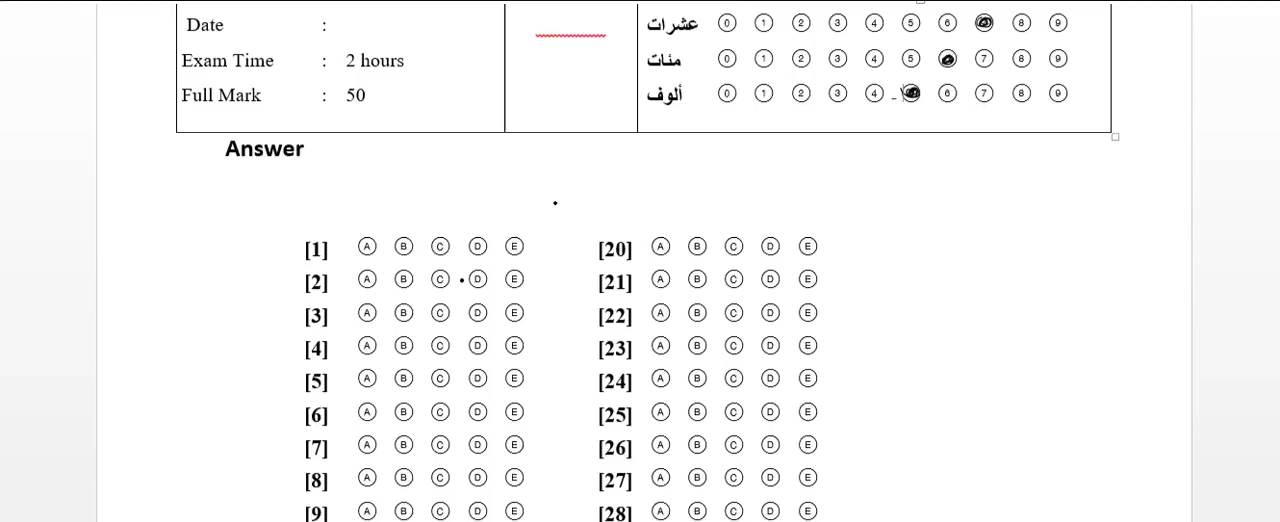 Date : عشرات 0 1 2 3 4 5 6 8 9
Exam Time : 2 hours مئات 0 1 2 3 4 5 7 8 9
Full Mark : 50 ألوف 0 1 2 3 4 6 7 8 9
Answer
[1] A B C D E [20] A B C D E
[2] A B C D E [21] A B C D E
[3] A B C D E [22] A B C D E
[4] A B C D E [23] A B C D E
[5] A B C D E [24] A B C D E
[6] A B C D E [25] A B C D E
[7] A B C D E [26] A B C D E
[8] A B C D E [27] A B C D E
[9] A B C D E [28] A B C D E